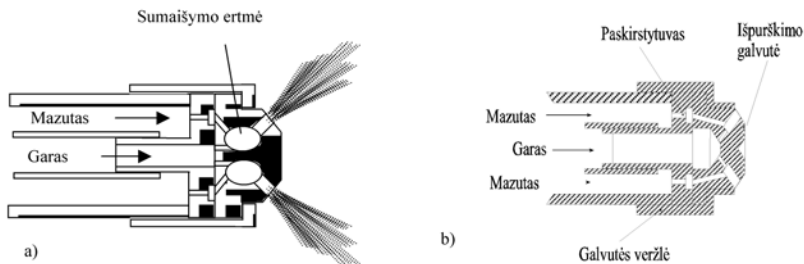 Sumaišymo ertmė
Mazutas
Garas
a)
Paskirstytuvas
Išpurškimo
galvutė
Mazutas
Garas
Mazutas
Galvutės veržlė
b)